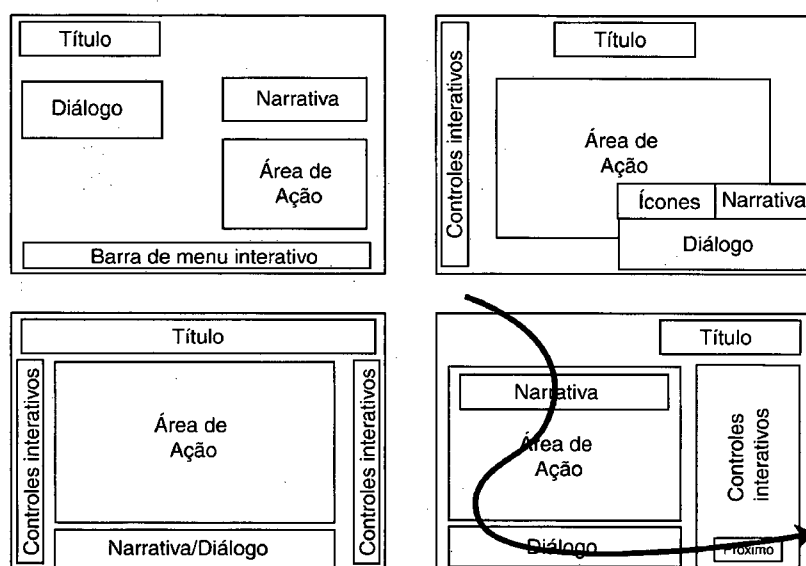 Título
Diálogo
Narrativa
Área de
Ação
Barra de menu interativo
Controles interativos
Título
Área de
Ação
Ícones
Narrativa
Diálogo
Título
Controles interativos
Área de
Ação
Controles interativos
Narrativa/Diálogo
Título
Narrativa
Área de
Ação
Controles
interativos
Diálogo
Próximo